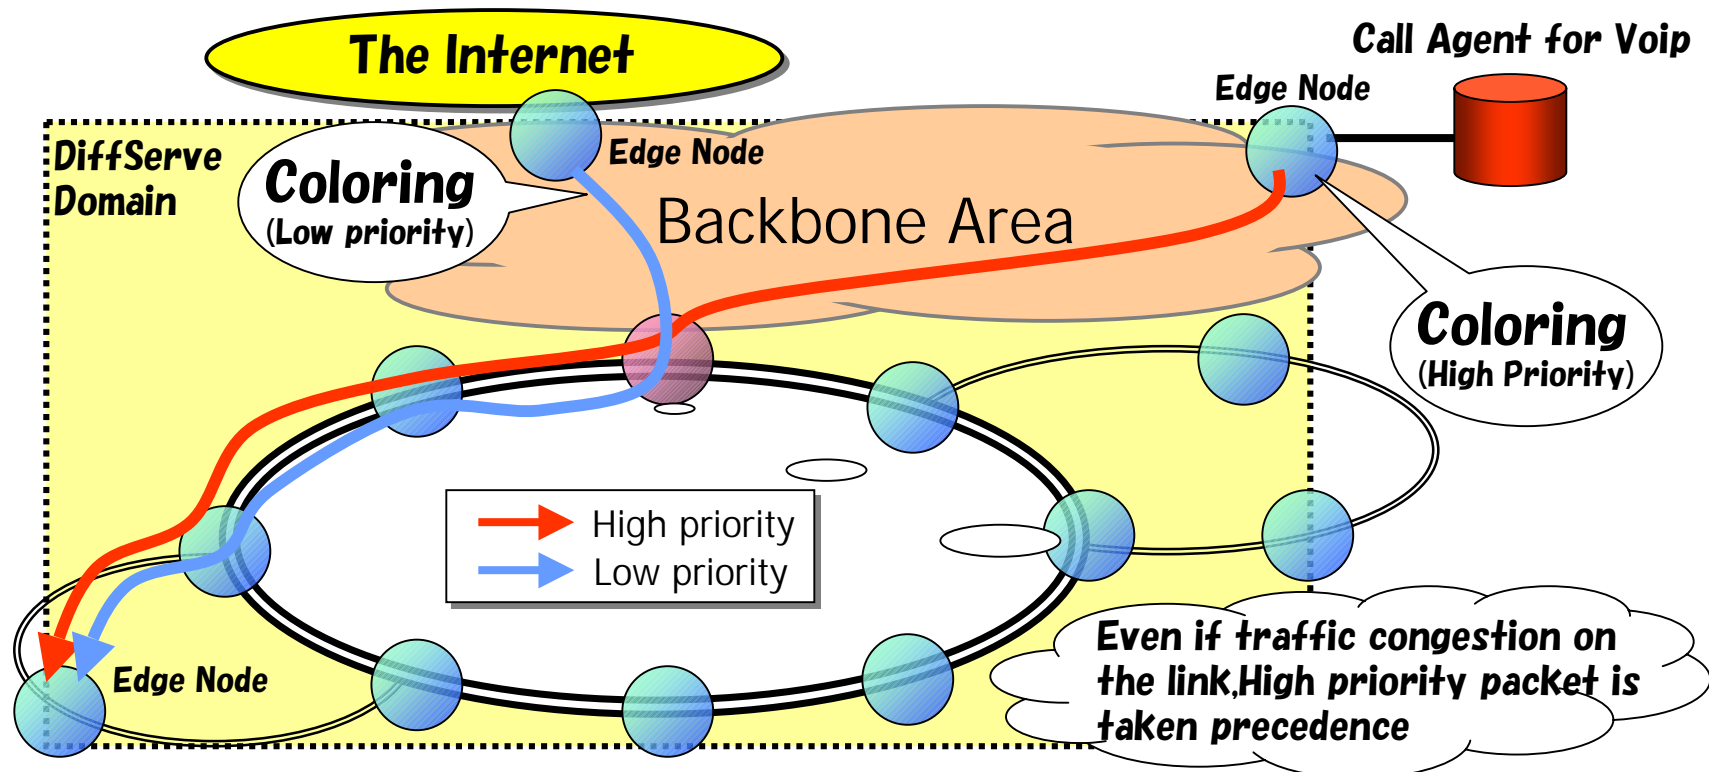 The Internet
Call Agent for Voip
Edge Node
DiffServe
Domain
Edge Node
Coloring
(Low priority)
Backbone Area
Coloring
(High Priority)
High priority
Low priority
Edge Node
Even if traffic congestion on
the link,High priority packet is
taken precedence